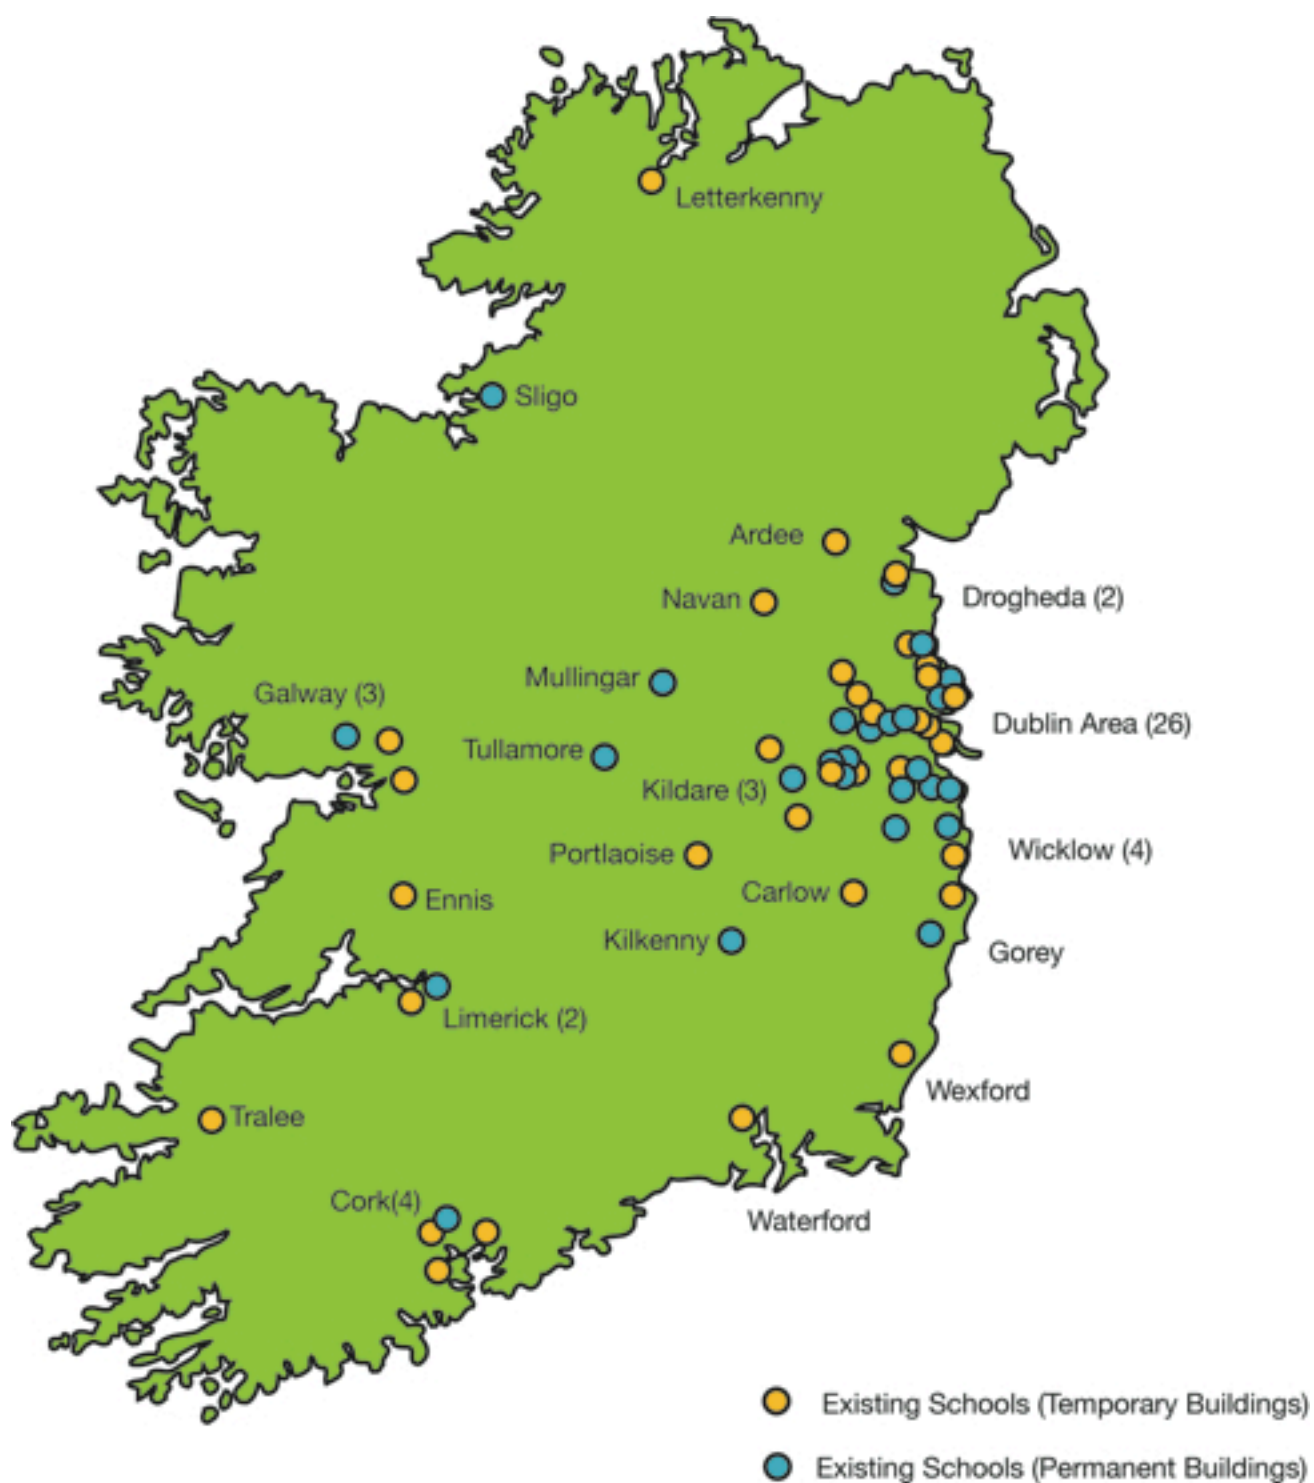 Letterkenny
Sligo
Ardee
Navan
Drogheda (2)
Mullingar
Galway (3)
Dublin Area (26)
Tullamore
Kildare (3)
Portlaoise
Wicklow (4)
Carlow
Ennis
Kilkenny
Gorey
Limerick (2)
Wexford
Tralee
Cork(4)
Waterford
Existing Schools (Temporary Buildings)
Existing Schools (Permanent Buildings)